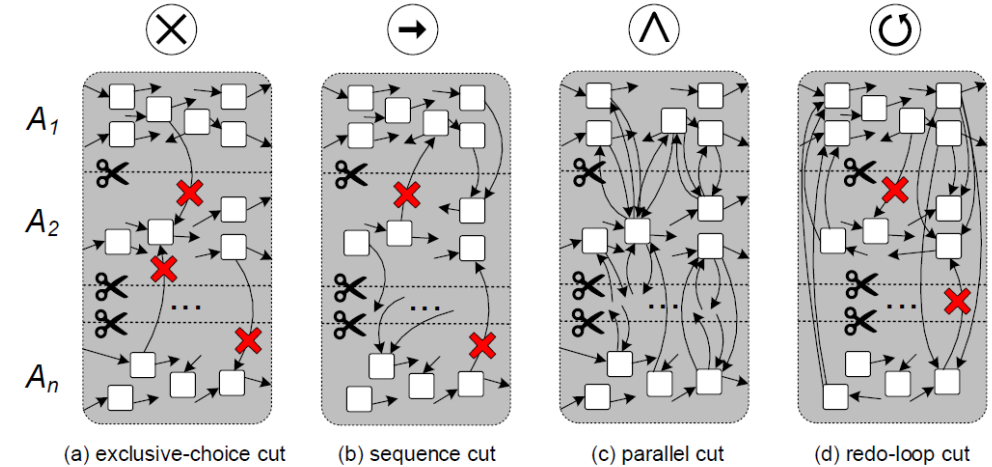 A1
A2
An
...
...
...
...
(a) exclusive-choice cut
(b) sequence cut
(c) parallel cut
(d) redo-loop cut